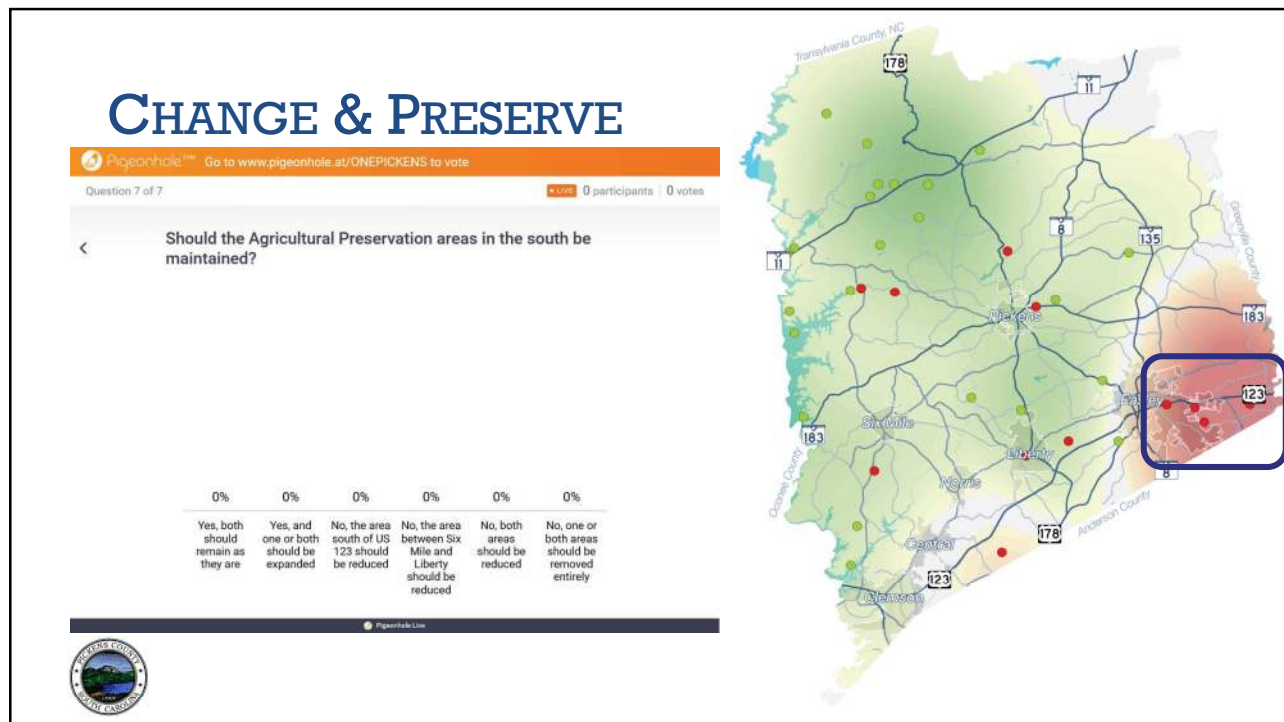 CHANGE & PRESERVE
Pigeonhole Live Go to www.pigeonhole.at/ONEPICKENS to vote
Question 7 of 7
LIVE 0 participants 0 votes
Should the Agricultural Preservation areas in the south be
maintained?
0% 0% 0% 0% 0% 0%
Yes, both
should
remain as
they are
Yes, and
one or both
should be
expanded
No, the area
south of US
123 should
be reduced
No, the area
between Six
Mile and
Liberty
should be
reduced
No, both
areas
should be
reduced
No, one or
both areas
should be
removed
entirely
Pigeonhole Live
PICKENS COUNTY
SOUTH CAROLINA
Transylvania County, NC
178
11
Greenville County
8
135
11
Pickens
183
Easley
123
Six Mile
183
Liberty
8
Oconee County
Norris
Anderson County
178
Central
123
Clemson